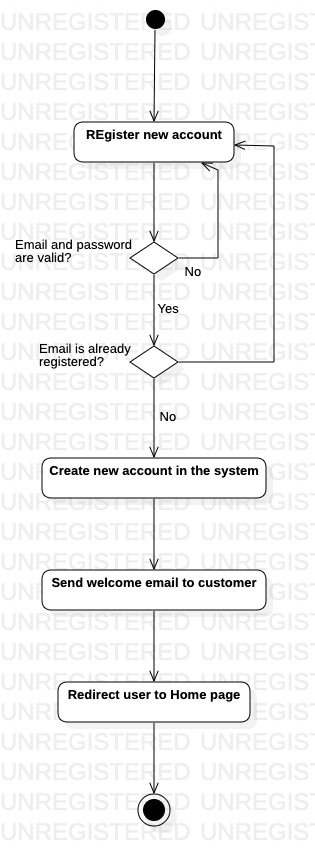 REgister new account
Email and password
are valid?
No
Yes
Email is already
registered?
No
Create new account in the system
Send welcome email to customer
Redirect user to Home page
UNREGISTERED